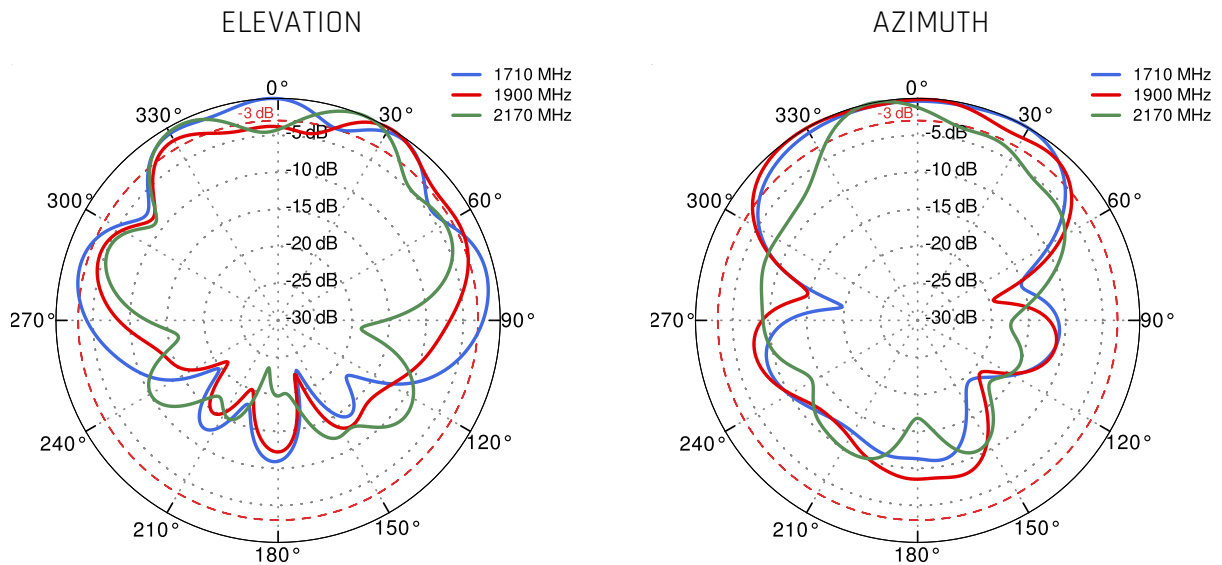 ELEVATION
1710 MHz
1900 MHz
2170 MHz
0°
330°
30°
-3 dB
-5 dB
-10 dB
300°
60°
-15 dB
-20 dB
-25 dB
270°
-30 dB
90°
240°
120°
210°
150°
180°
AZIMUTH
1710 MHz
1900 MHz
2170 MHz
0°
330°
30°
-3 dB
-5 dB
-10 dB
300°
60°
-15 dB
-20 dB
-25 dB
270°
-30 dB
90°
240°
120°
210°
150°
180°